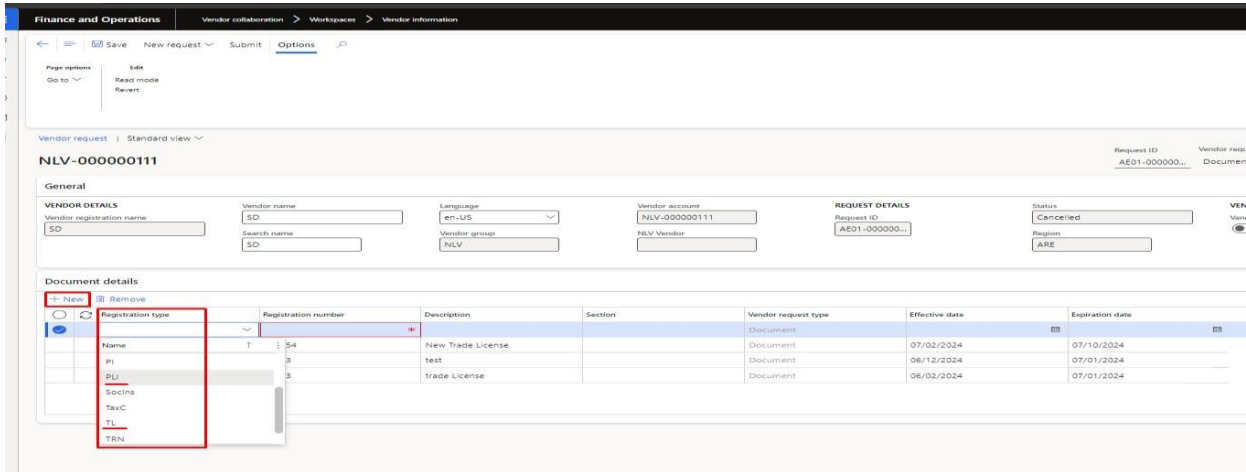 Finance and Operations Vendor collaboration > Workspaces > Vendor information
Save New request Submit Options
Page options Edit
Go to Read mode
Revert
Vendor request | Standard view
Request ID Vendor requ
NLV-000000111 AE01-000000... Documen
General
VENDOR DETAILS Vendor name Language Vendor account REQUEST DETAILS Status VEN
Vendor registration name SD en-US NLV-000000111 Request ID Cancelled Ven
SD Search name Vendor group NLV Vendor AE01-000000... Region
SD NLV ARE
Document details
+ New Remove
Registration type Registration number Description Section Vendor request type Effective date Expiration date
* Document
Name ↑ 54 New Trade License Document 07/02/2024 07/10/2024
PI 3 test Document 06/12/2024 07/01/2024
PLI 3 trade License Document 06/02/2024 07/01/2024
SocIns
TaxC
TL
TRN